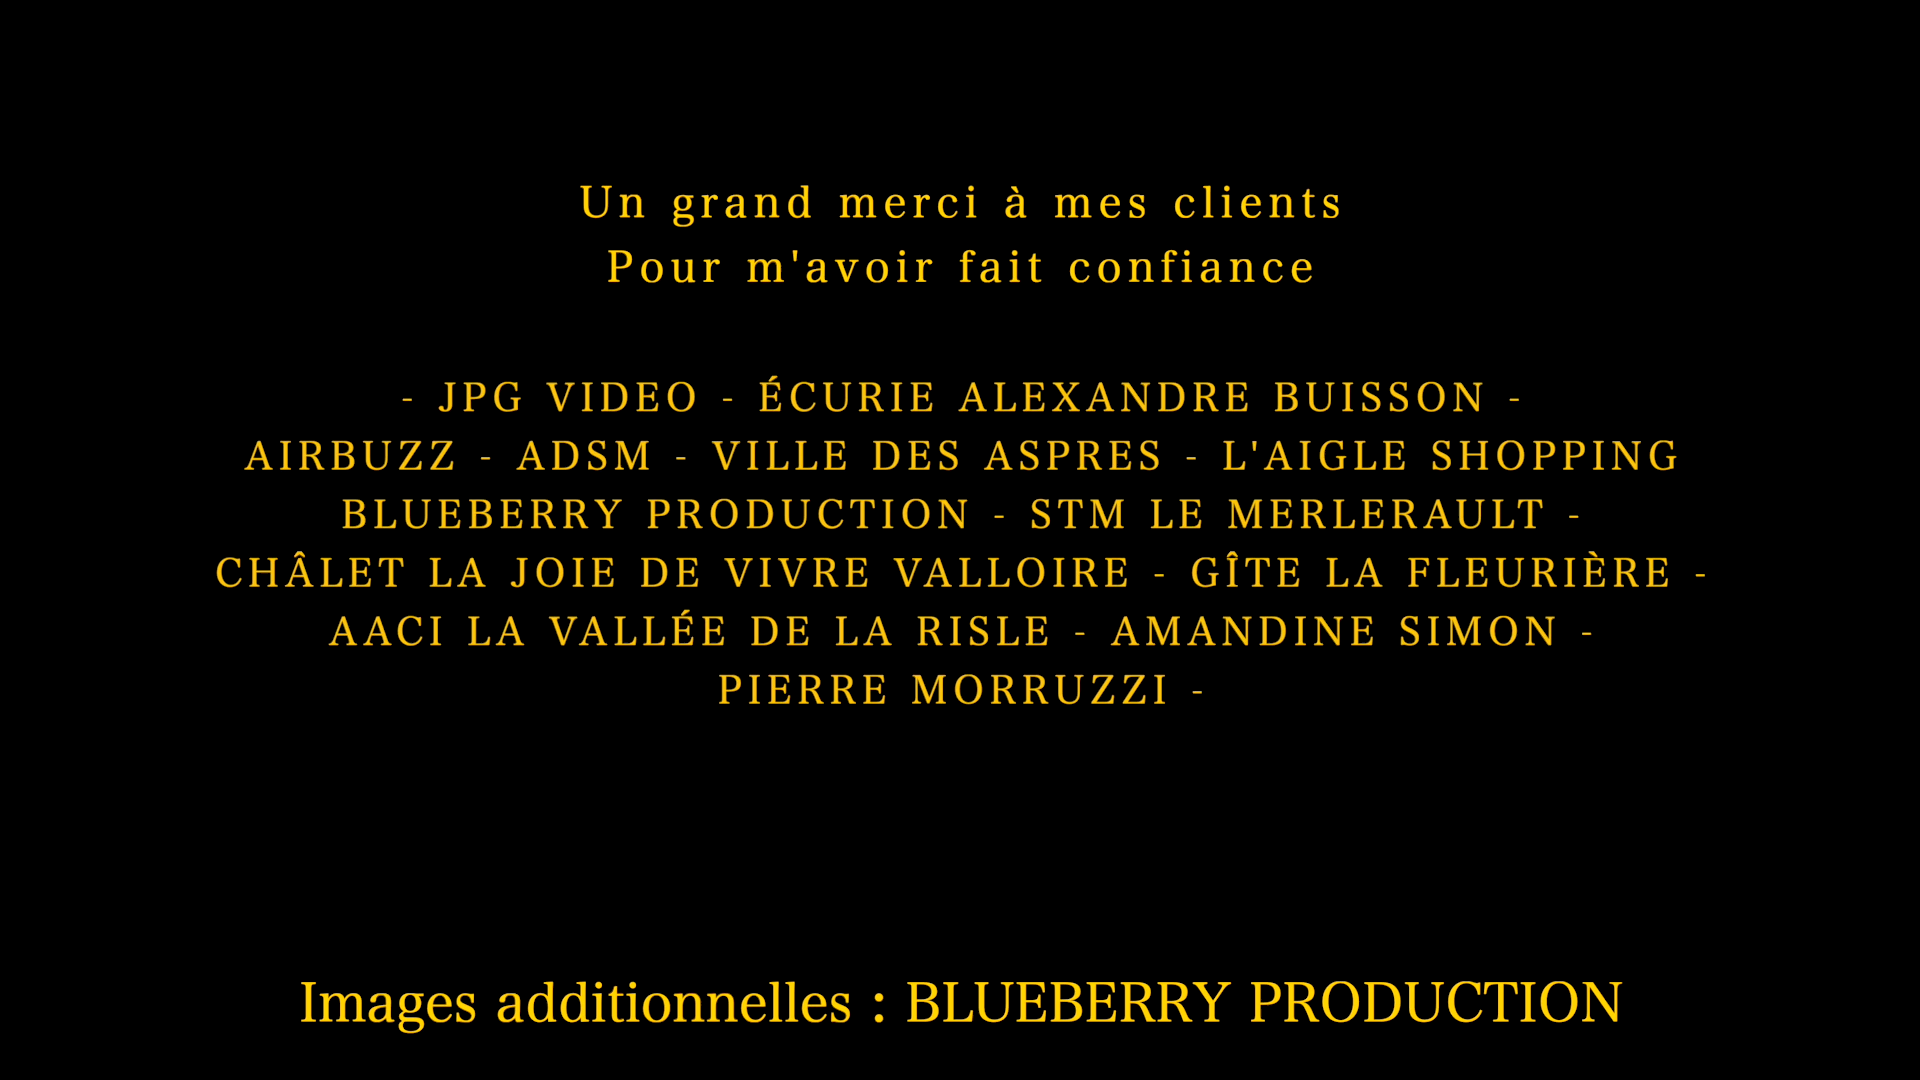 Un grand merci à mes clients
Pour m'avoir fait confiance
- JPG VIDEO - ÉCURIE ALEXANDRE BUISSON -
AIRBUZZ - ADSM - VILLE DES ASPRES - L'AIGLE SHOPPING
BLUEBERRY PRODUCTION - STM LE MERLERAULT -
CHÂLET LA JOIE DE VIVRE VALLOIRE - GÎTE LA FLEURIÈRE -
AACI LA VALLÉE DE LA RISLE - AMANDINE SIMON -
PIERRE MORRUZZI -
Images additionnelles : BLUEBERRY PRODUCTION